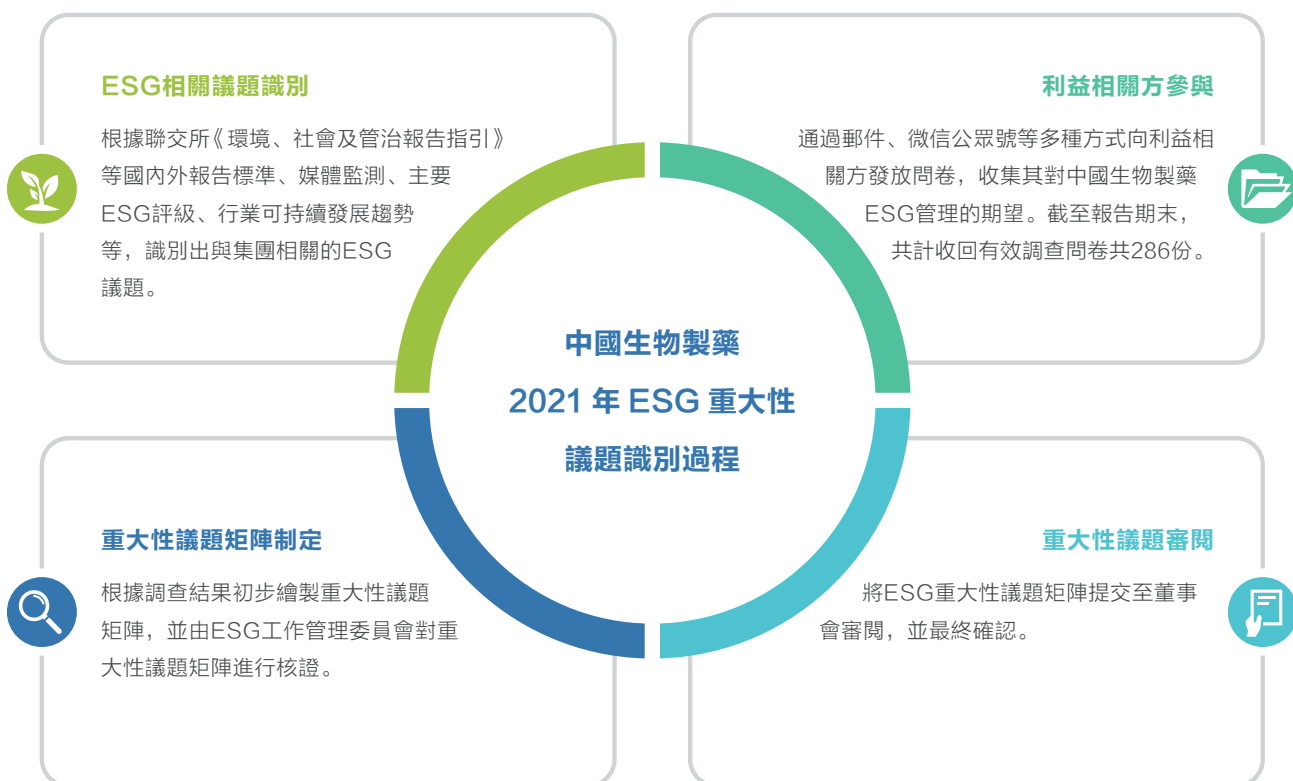 ESG相關議題識別
根據聯交所《環境、社會及管治報告指引》
等國內外報告標準、媒體監測、主要
ESG評級、行業可持續發展趨勢
等，識別出與集團相關的ESG
議題。
利益相關方參與
通過郵件、微信公眾號等多種方式向利益相
關方發放問卷，收集其對中國生物製藥
ESG管理的期望。截至報告期末，
共計收回有效調查問卷共286份。
中國生物製藥
2021 年 ESG 重大性
議題識別過程
重大性議題矩陣制定
根據調查結果初步繪製重大性議題
矩陣，並由ESG工作管理委員會對重
大性議題矩陣進行核證。
重大性議題審閱
將ESG重大性議題矩陣提交至董事
會審閱，並最終確認。